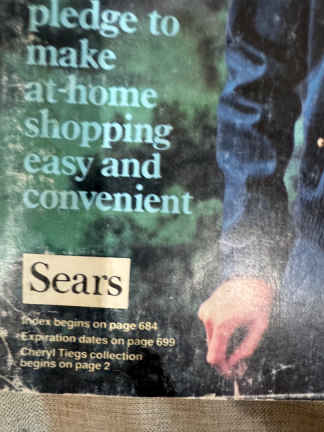 pledge to
make
at-home
shopping
easy and
convenient
Sears
Index begins on page 684
Expiration dates on page 699
Cheryl Tiegs collection
begins on page 2